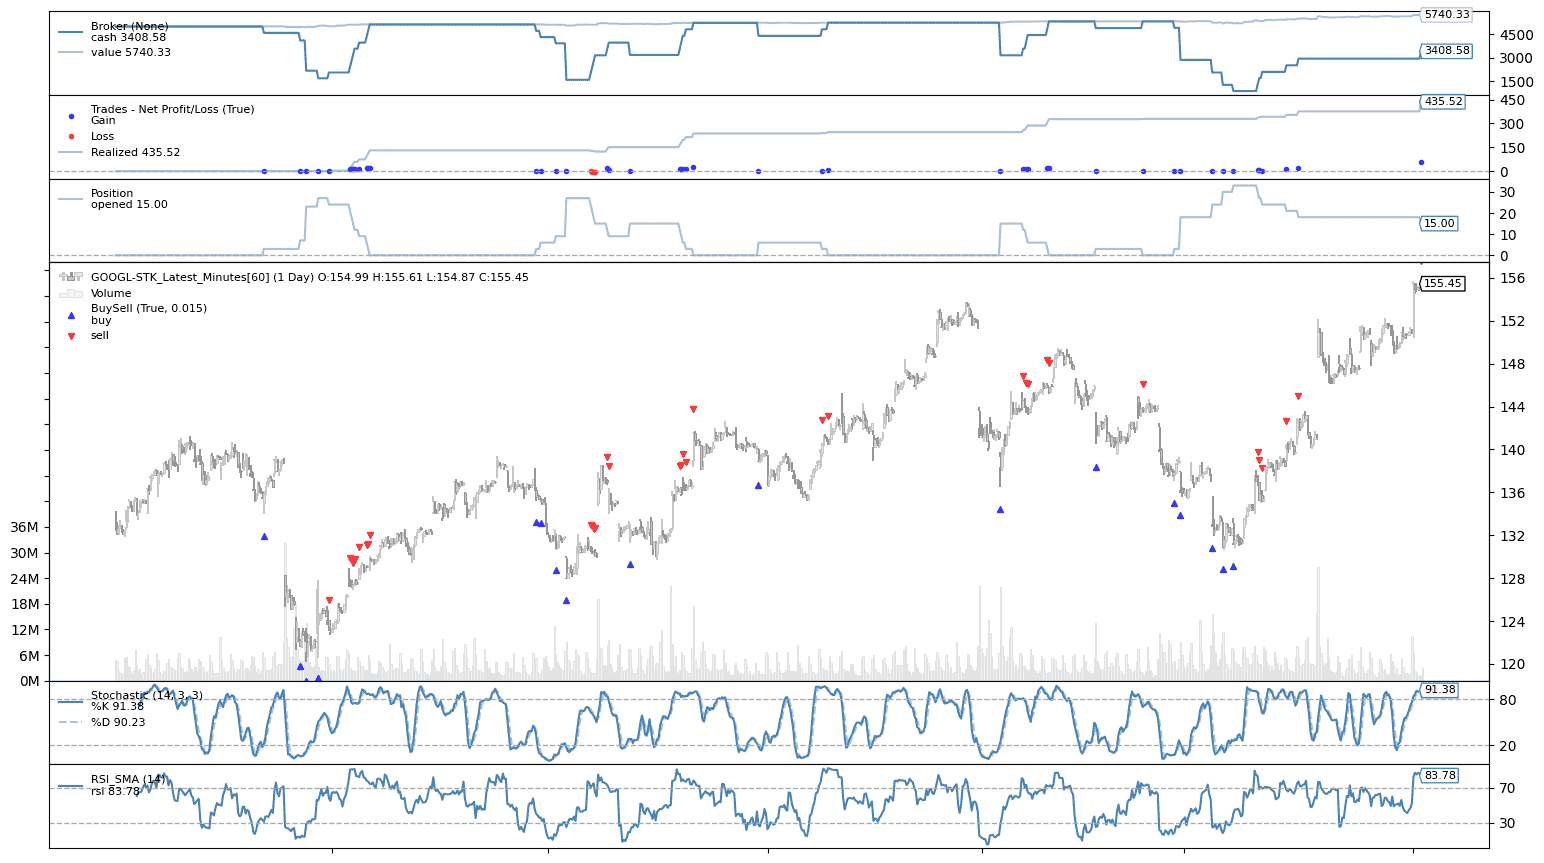 Broker (None)
cash 3408.58
value 5740.33
5740.33
4500
3408.58
3000
1500
Trades - Net Profit/Loss (True)
Gain
Loss
Realized 435.52
435.52
450
300
150
0
Position
opened 15.00
30
20
15.00
10
0
GOOGL-STK_Latest_Minutes[60] (1 Day) O:154.99 H:155.61 L:154.87 C:155.45
Volume
BuySell (True, 0.015)
buy
sell
156
155.45
152
148
144
140
136
132
128
124
120
36M
30M
24M
18M
12M
6M
0M
Stochastic (14, 3, 3)
%K 91.38
%D 90.23
91.38
80
20
RSI_SMA (14)
rsi 83.78
83.78
70
30